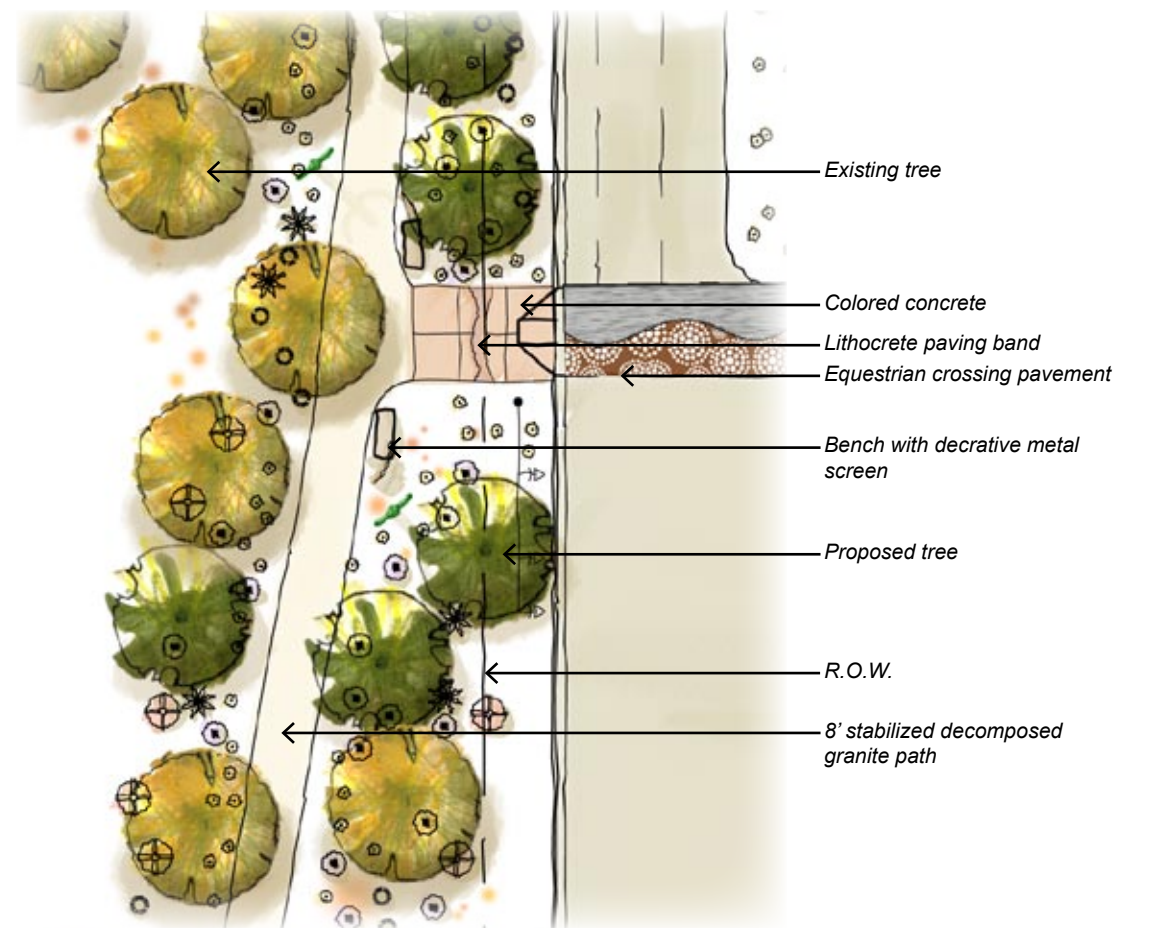 Existing tree
Colored concrete
Lithocrete paving band
Equestrian crossing pavement
Bench with decrative metal
screen
Proposed tree
R.O.W.
8’ stabilized decomposed
granite path